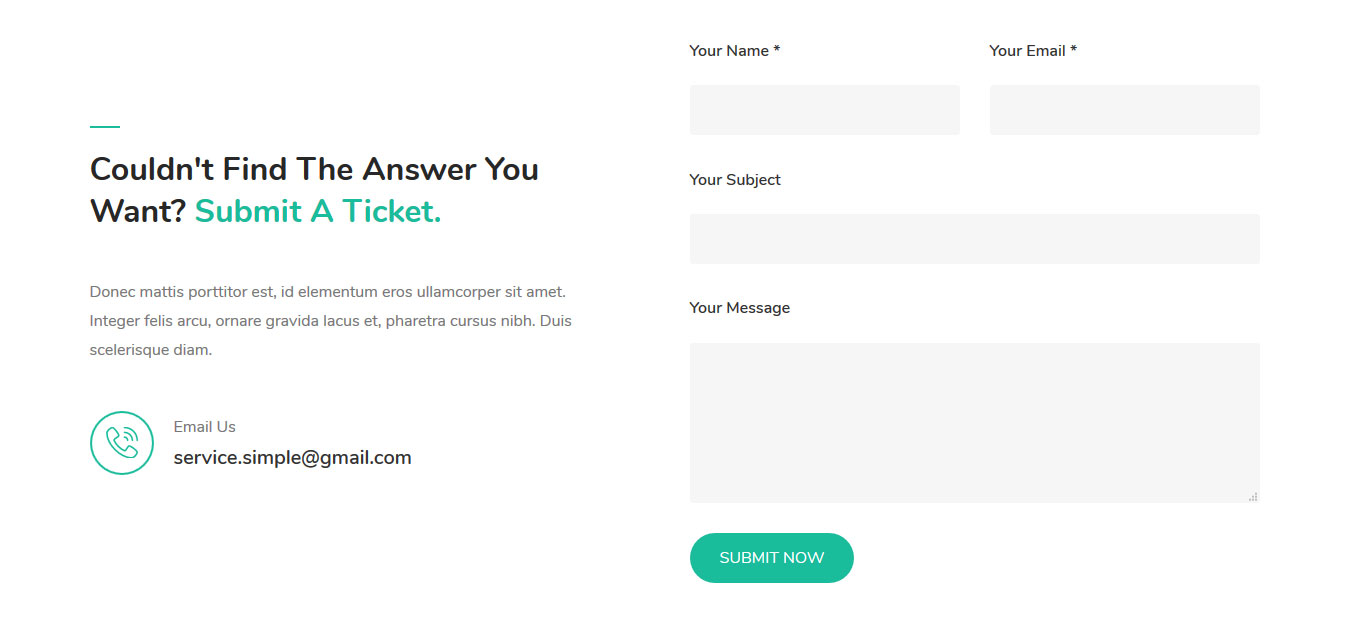 Couldn't Find The Answer You
Want? Submit A Ticket.
Donec mattis porttitor est, id elementum eros ullamcorper sit amet.
Integer felis arcu, ornare gravida lacus et, pharetra cursus nibh. Duis
scelerisque diam.
Email Us
service.simple@gmail.com
Your Name *
Your Email *
Your Subject
Your Message
SUBMIT NOW